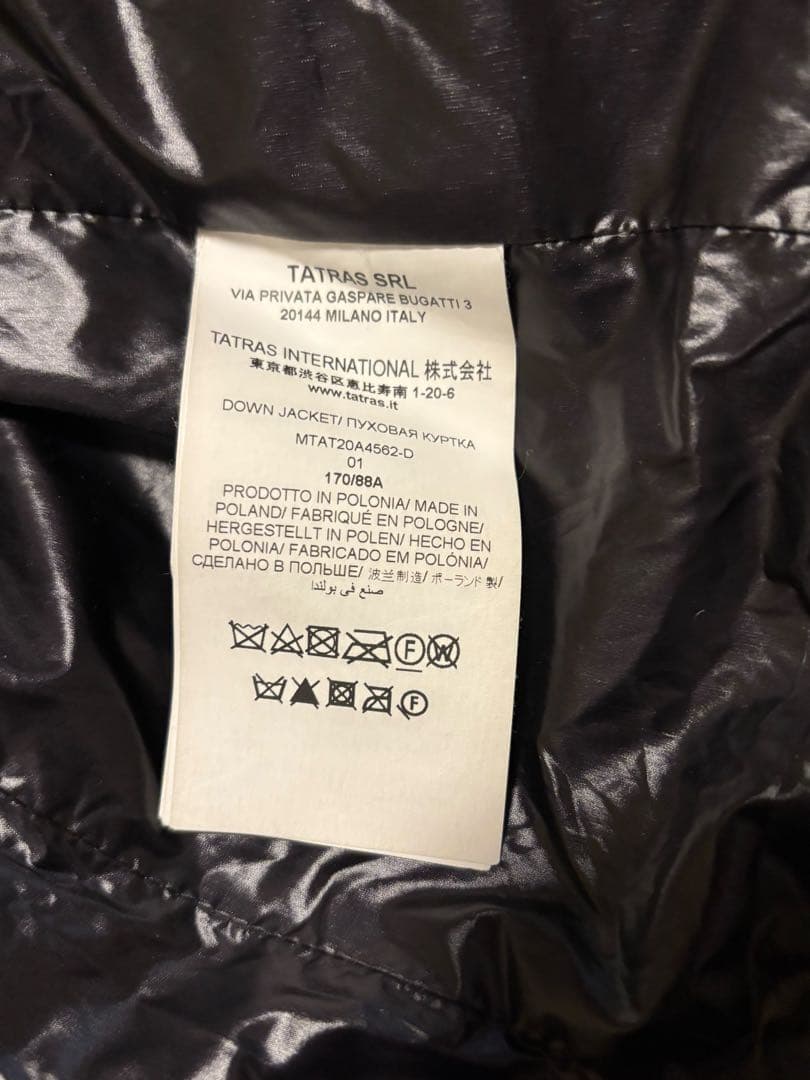 TATRAS SRL
VIA PRIVATA GASPARE BUGATTI 3
20144 MILANO ITALY
TATRAS INTERNATIONAL 株式会社
東京都渋谷区恵比寿南 1-20-6
www.tatras.it
DOWN JACKET/ ПУХОВАЯ КУРТКА
MTAT20A4562-D
01
170/88A
PRODOTTO IN POLONIA/ MADE IN
POLAND/ FABRIQUÉ EN POLOGNE/
HERGESTELLT IN POLEN/ HECHO EN
POLONIA/ FABRICADO EM POLÓNIA/
СДЕЛАНО В ПОЛЬШЕ/ 波兰制造/ ポーランド製/
صنع في بولندا
F W
F